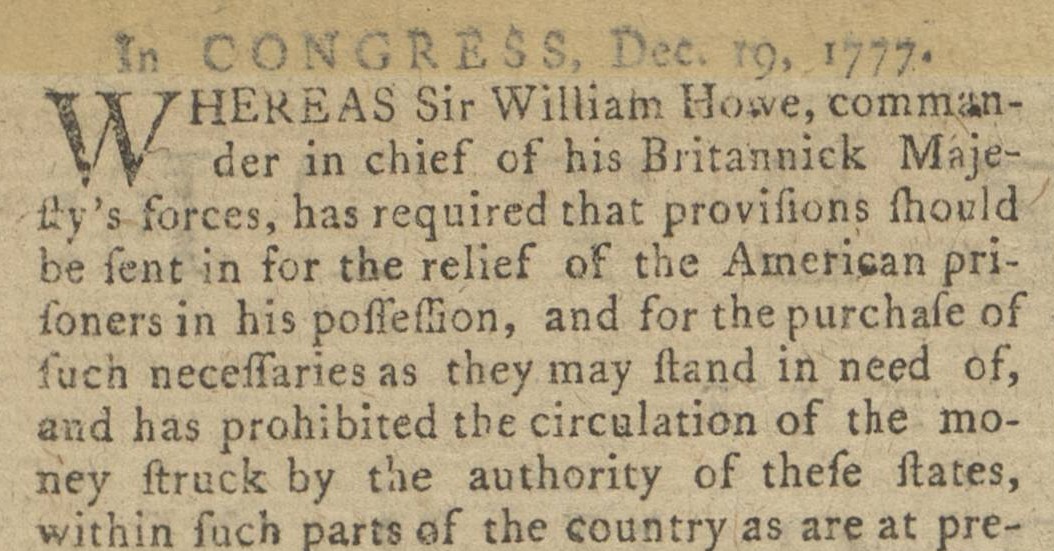 In CONGRESS, Dec. 19, 1777.
WHEREAS Sir William Howe, comman-
der in chief of his Britannick Maje-
ſty's forces, has required that proviſions ſhould
be ſent in for the relief of the American pri-
ſoners in his poſſeſſion, and for the purchaſe of
ſuch neceſſaries as they may ſtand in need of,
and has prohibited the circulation of the mo-
ney ſtruck by the authority of theſe ſtates,
within ſuch parts of the country as are at pre-